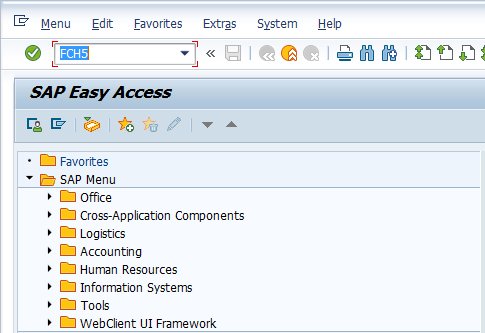 Menu Edit Favorites Extras System Help
FCH5
SAP Easy Access
Favorites
SAP Menu
Office
Cross-Application Components
Logistics
Accounting
Human Resources
Information Systems
Tools
WebClient UI Framework